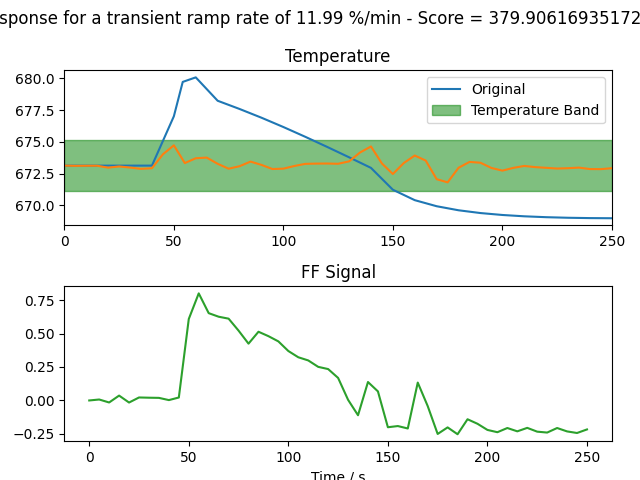 sponse for a transient ramp rate of 11.99 %/min - Score = 379.90616935172
Temperature
680.0
677.5
675.0
672.5
670.0
Original
Temperature Band
0 50 100 150 200 250
FF Signal
0.75
0.50
0.25
0.00
−0.25
0 50 100 150 200 250
Time / s